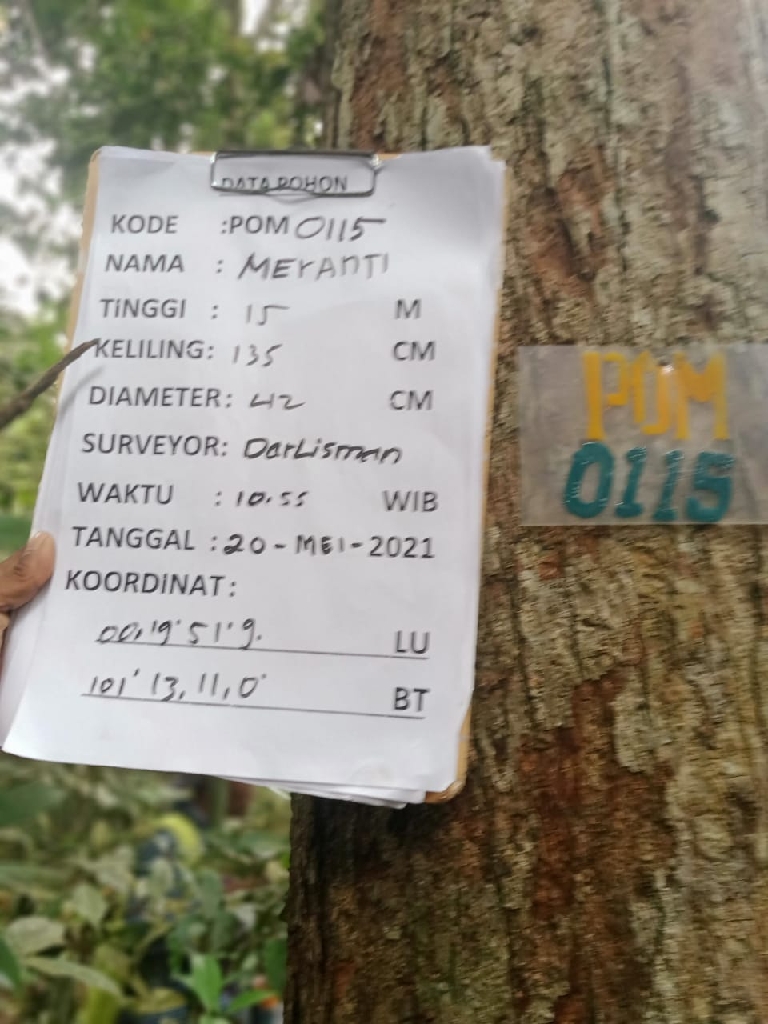 DATA POHON
KODE :POM 0115
NAMA : MERANTI
TINGGI : 15 M
KELILING: 135 CM
DIAMETER: 42 CM
SURVEYOR: Darlisman
WAKTU : 10.55 WIB
TANGGAL : 20 - MEI - 2021
KOORDINAT:
00,19' 51' 9. LU
101' 13, 11, 0' BT
POM
0115